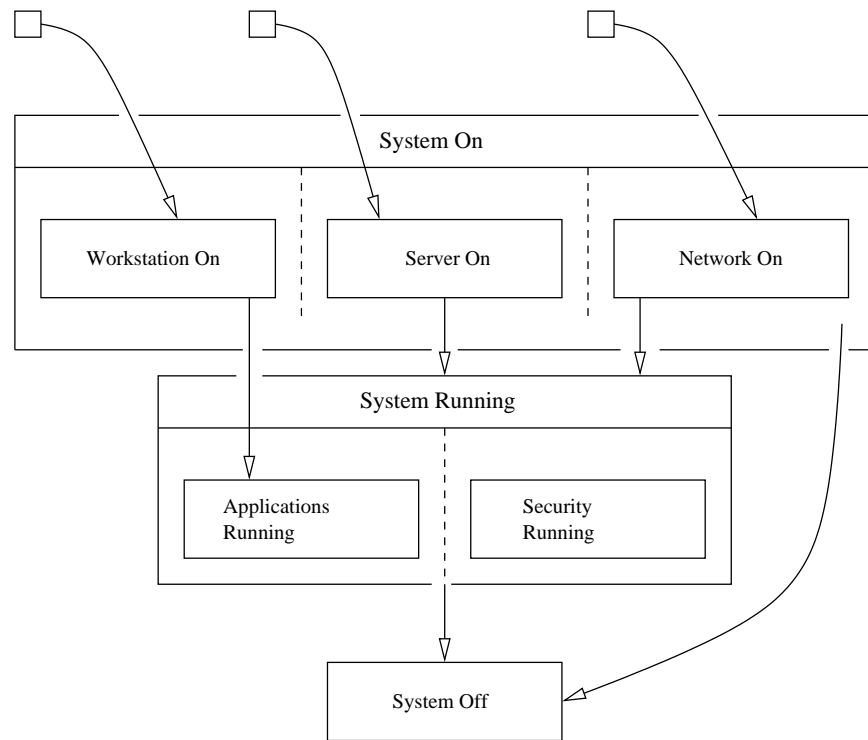 System On
Workstation On
Server On
Network On
System Running
Applications
Running
Security
Running
System Off